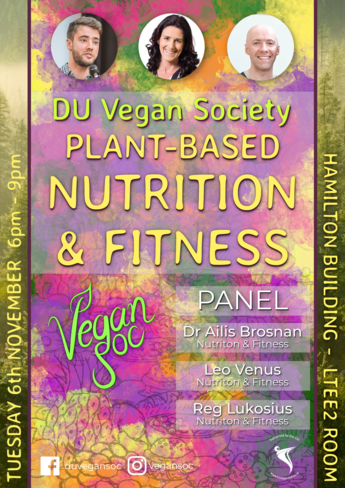 DU Vegan Society
PLANT-BASED
NUTRITION
& FITNESS
TUESDAY 6th NOVEMBER 6pm - 9pm
HAMILTON BUILDING - LTEE2 ROOM
Vegan
Soc
PANEL
Dr Ailis Brosnan
Nutriton & Fitness
Leo Venus
Nutriton & Fitness
Reg Lukosius
Nutriton & Fitness
duvegansoc
vegansoc